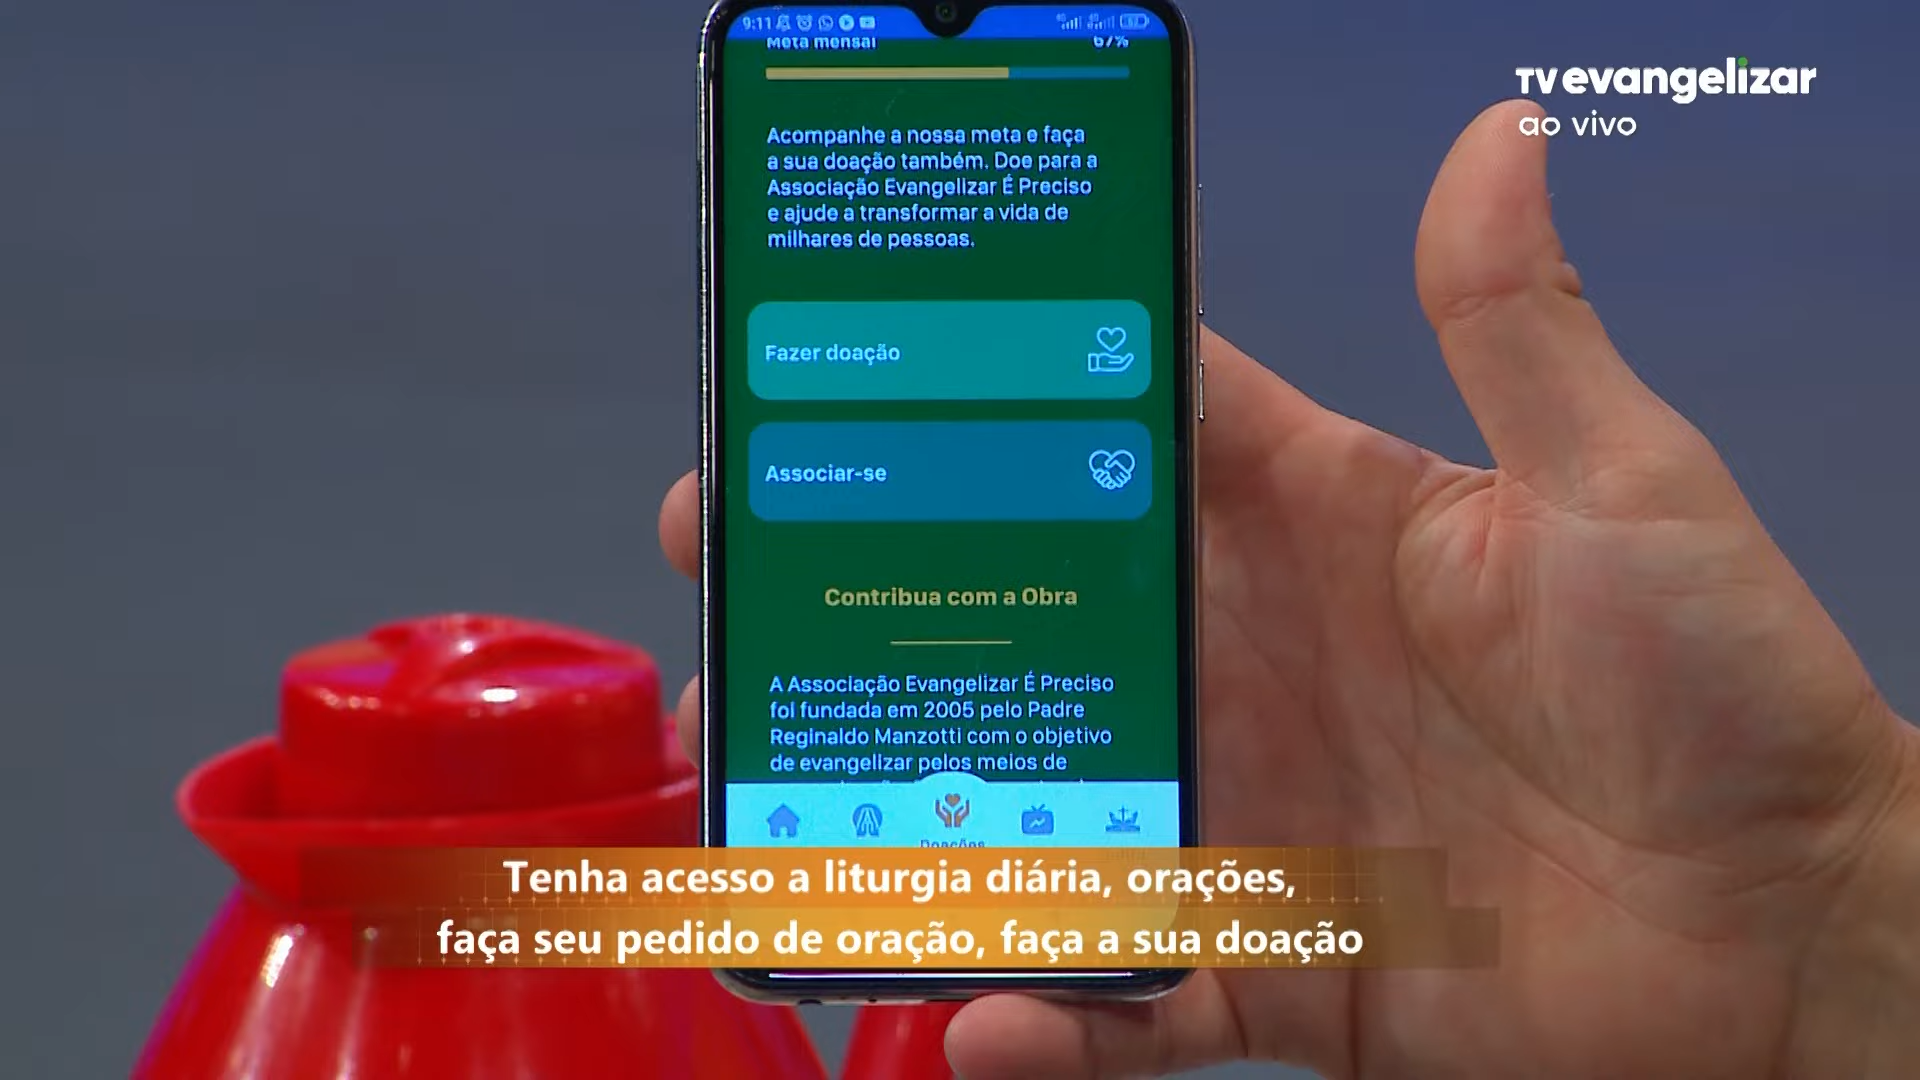 9:11
Meta mensal
67%
TV evangelizar
ao vivo
Acompanhe a nossa meta e faça
a sua doação também. Doe para a
Associação Evangelizar É Preciso
e ajude a transformar a vida de
milhares de pessoas.
Fazer doação
Associar-se
Contribua com a Obra
A Associação Evangelizar É Preciso
foi fundada em 2005 pelo Padre
Reginaldo Manzotti com o objetivo
de evangelizar pelos meios de
Doações
Tenha acesso a liturgia diária, orações,
faça seu pedido de oração, faça a sua doação